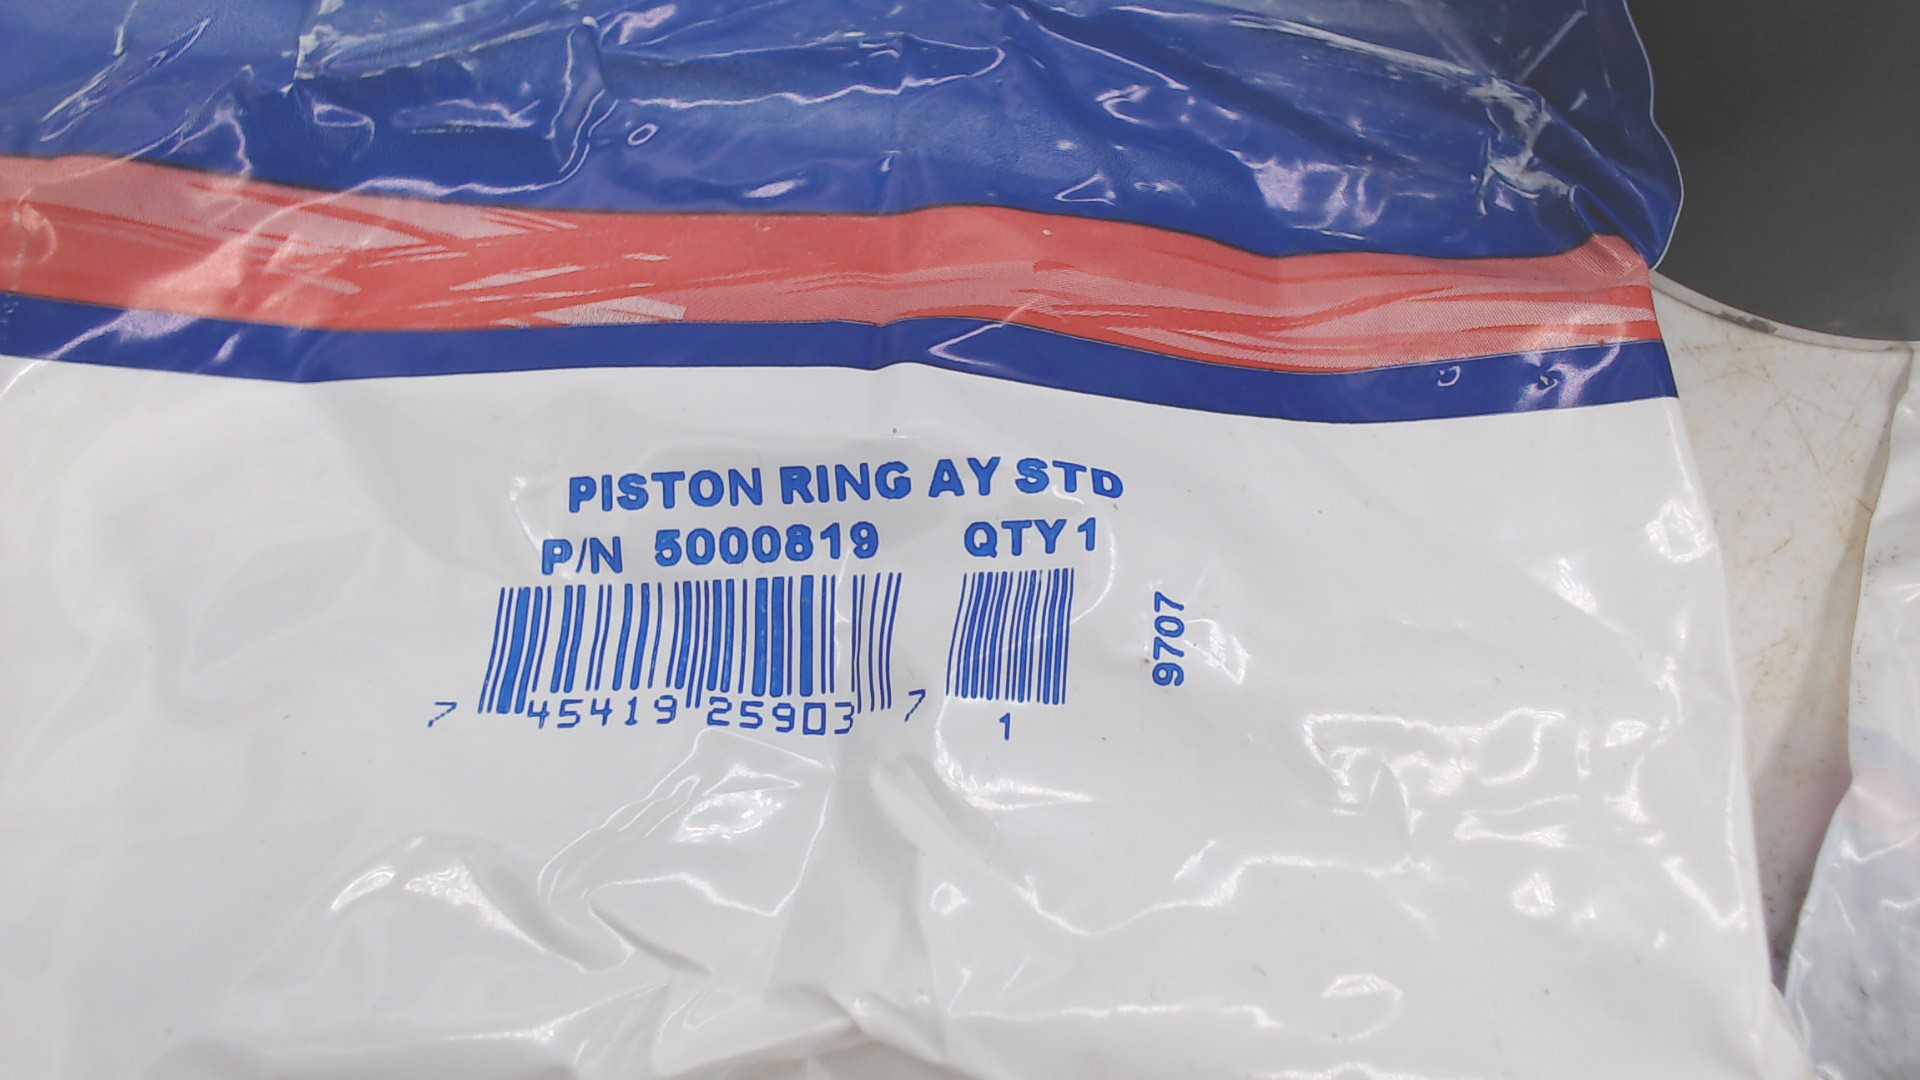 PISTON RING AY STD
P/N 5000819 QTY 1
7 45419 25903 7
1
9707